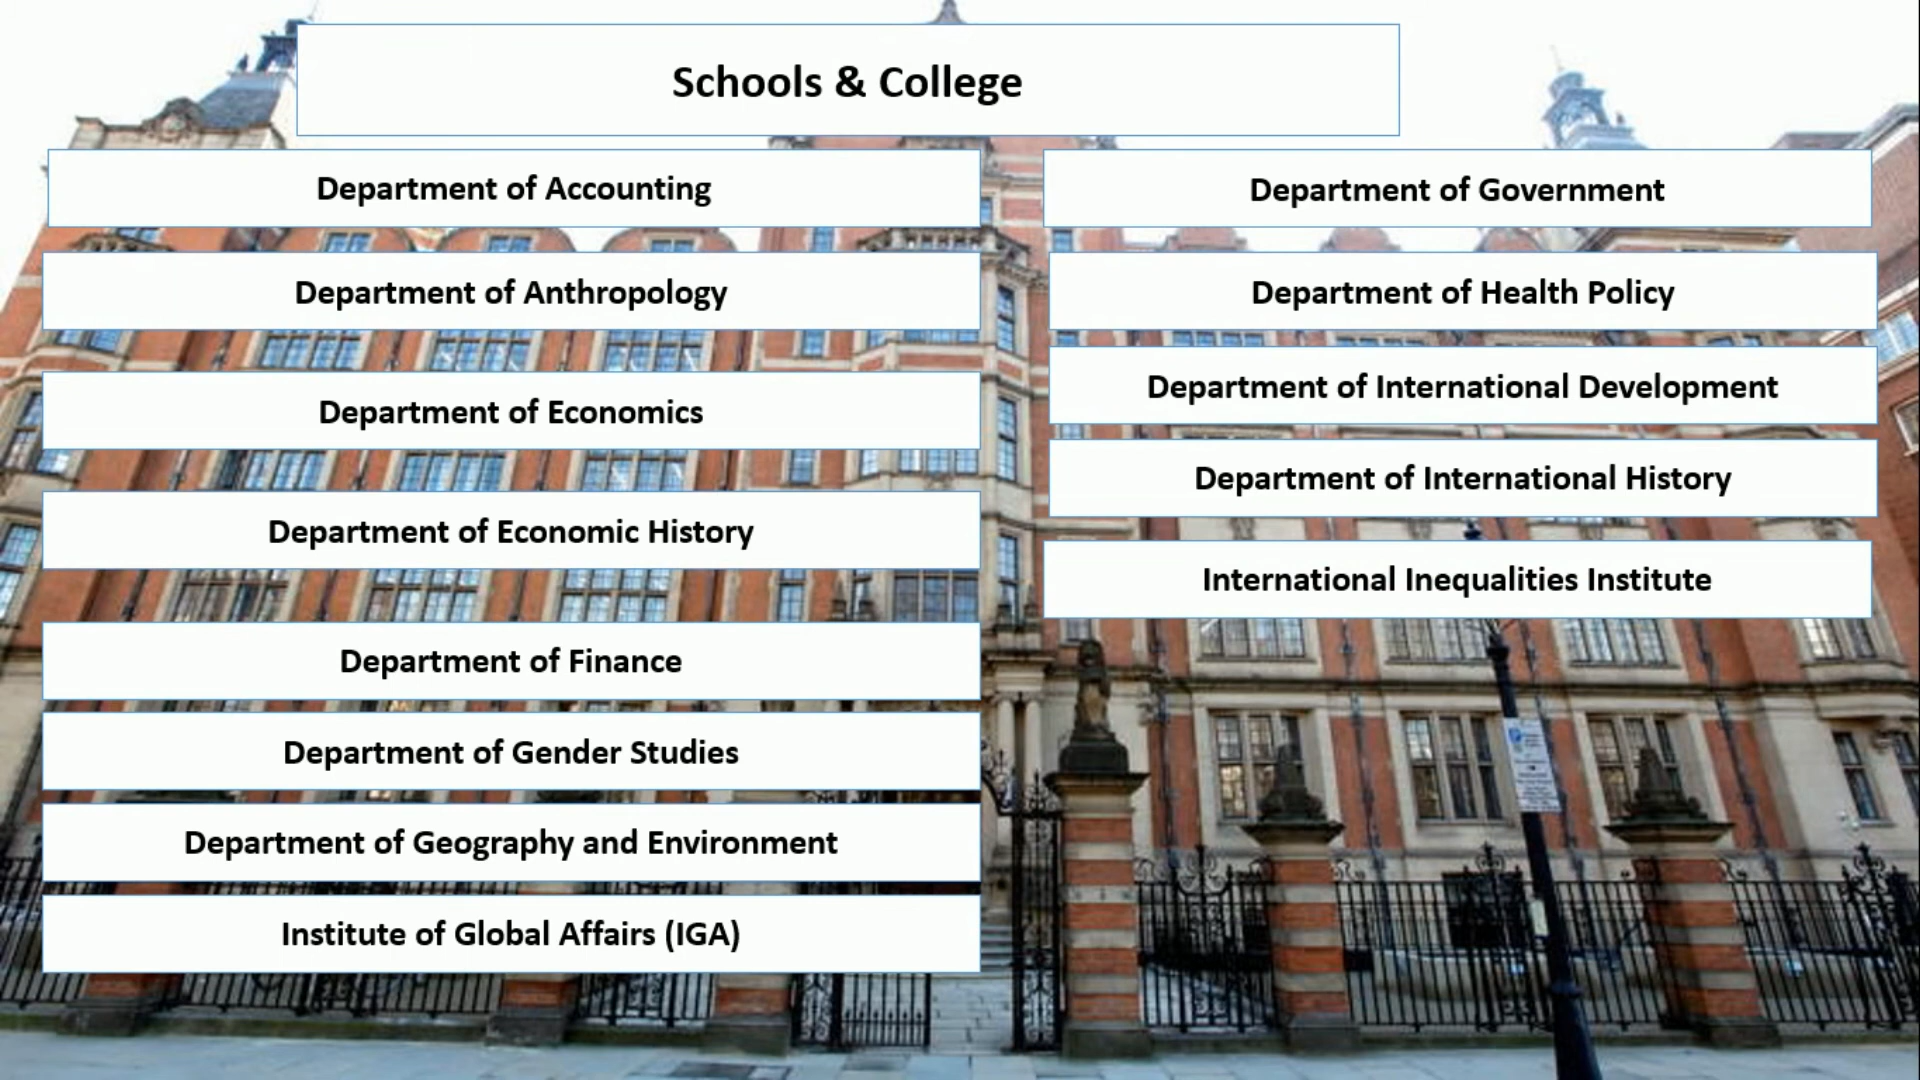 Schools & College
Department of Accounting
Department of Anthropology
Department of Economics
Department of Economic History
Department of Finance
Department of Gender Studies
Department of Geography and Environment
Institute of Global Affairs (IGA)
Department of Government
Department of Health Policy
Department of International Development
Department of International History
International Inequalities Institute